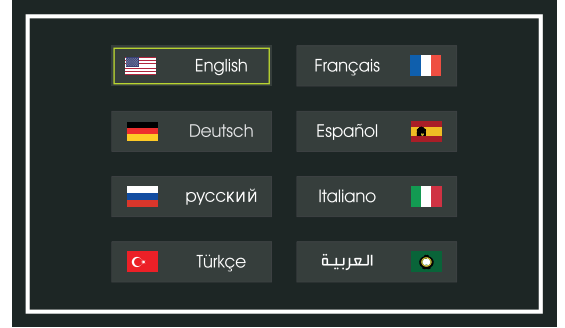 English
Français
Deutsch
Español
русский
Italiano
Türkçe
العربية